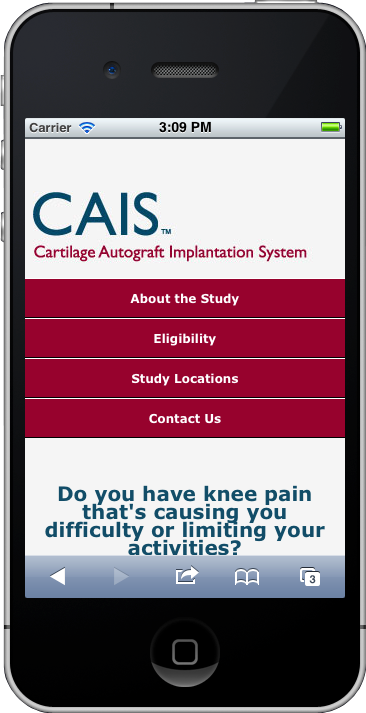 Carrier 3:09 PM
CAIS™
Cartilage Autograft Implantation System
About the Study
Eligibility
Study Locations
Contact Us
Do you have knee pain
that's causing you
difficulty or limiting your
activities?
3